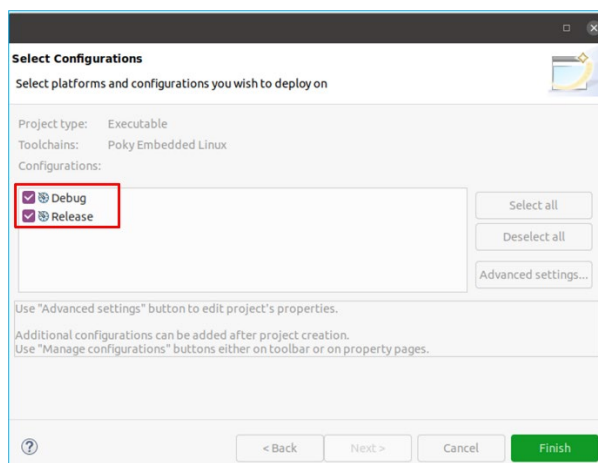 Select Configurations
Select platforms and configurations you wish to deploy on
Project type: Executable
Toolchains: Poky Embedded Linux
Configurations:
Debug
Release
Select all
Deselect all
Advanced settings...
Use "Advanced settings" button to edit project's properties.
Additional configurations can be added after project creation.
Use "Manage configurations" buttons either on toolbar or on property pages.
? < Back Next > Cancel Finish